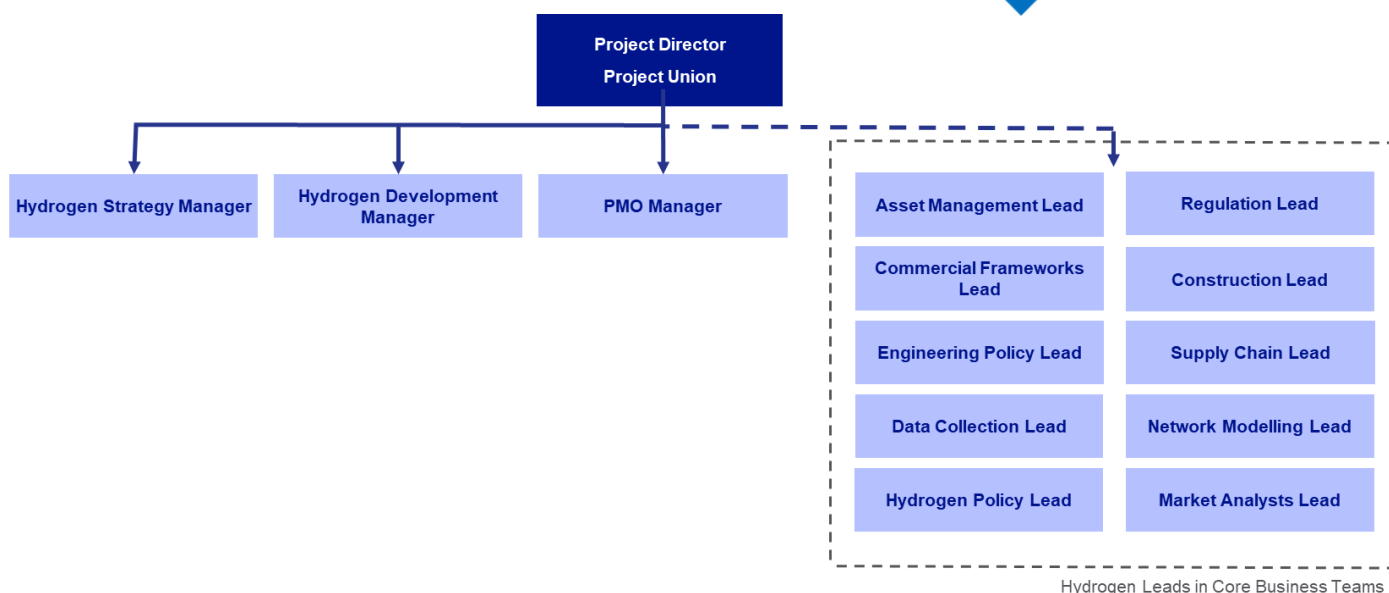 Project Director
Project Union
Hydrogen Strategy Manager
Hydrogen Development
Manager
PMO Manager
Asset Management Lead
Regulation Lead
Commercial Frameworks
Lead
Construction Lead
Engineering Policy Lead
Supply Chain Lead
Data Collection Lead
Network Modelling Lead
Hydrogen Policy Lead
Market Analysts Lead
Hydrogen Leads in Core Business Teams